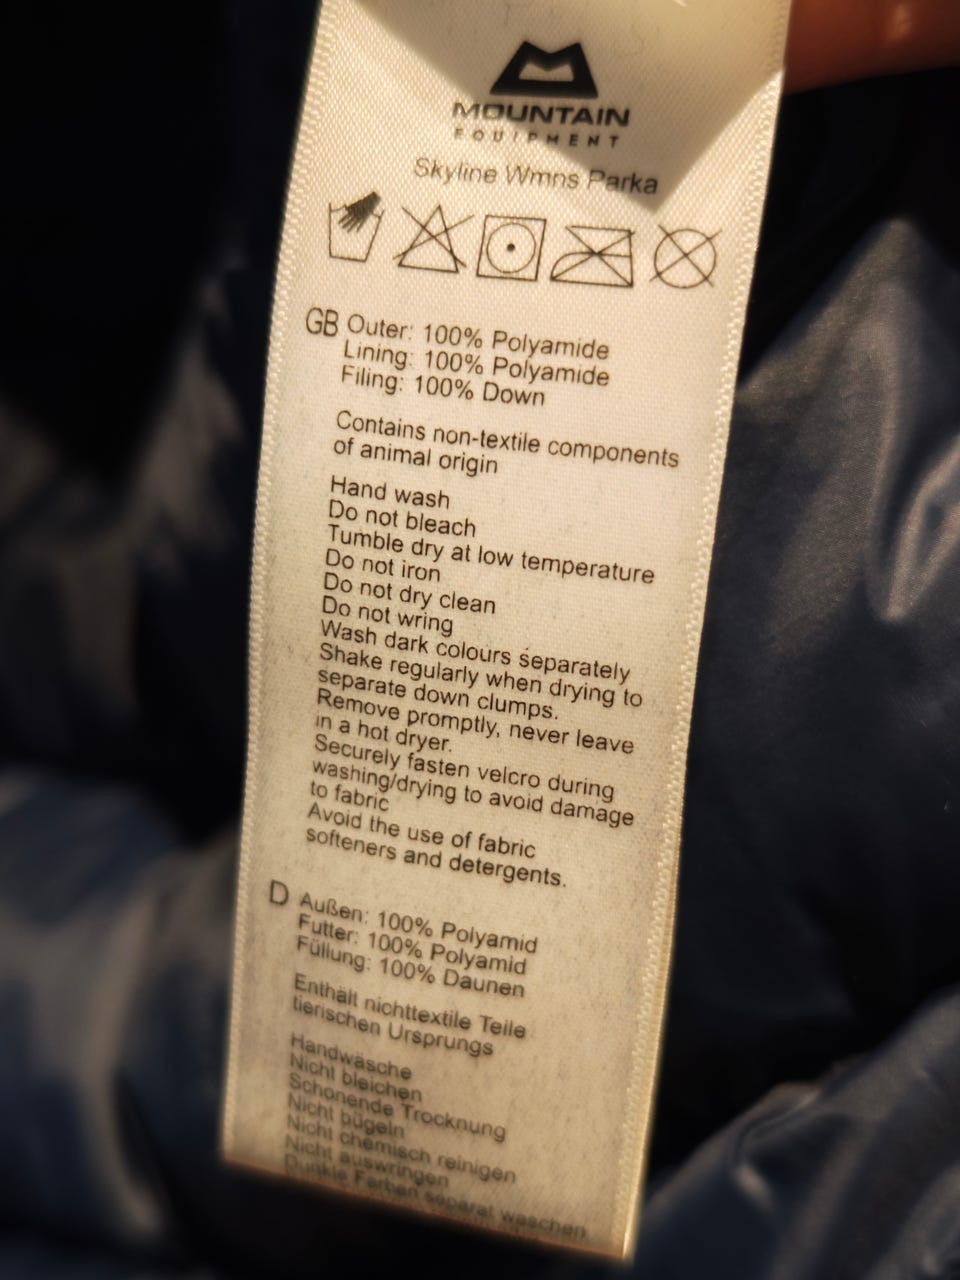 MOUNTAIN
EQUIPMENT
Skyline Wmns Parka
GB Outer: 100% Polyamide
Lining: 100% Polyamide
Filing: 100% Down
Contains non-textile components
of animal origin
Hand wash
Do not bleach
Tumble dry at low temperature
Do not iron
Do not dry clean
Do not wring
Wash dark colours separately
Shake regularly when drying to
separate down clumps.
Remove promptly, never leave
in a hot dryer.
Securely fasten velcro during
washing/drying to avoid damage
to fabric
Avoid the use of fabric
softeners and detergents.
D Außen: 100% Polyamid
Futter: 100% Polyamid
Füllung: 100% Daunen
Enthält nichttextile Teile
tierischen Ursprungs
Handwäsche
Nicht bleichen
Schonende Trocknung
Nicht bügeln
Nicht chemisch reinigen
Nicht auswringen
Dunkle Farben separat waschen